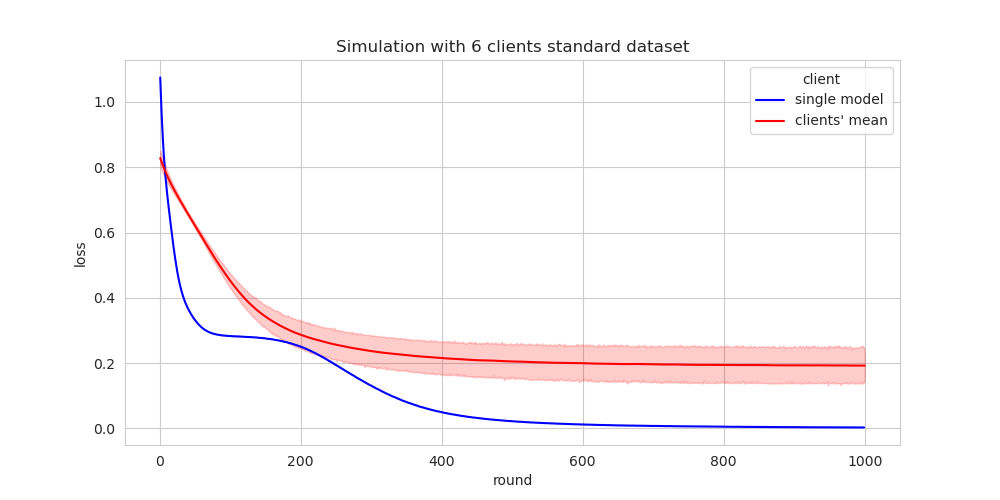 Simulation with 6 clients standard dataset
client
single model
clients' mean
loss
1.0
0.8
0.6
0.4
0.2
0.0
0
200
400
600
800
1000
round